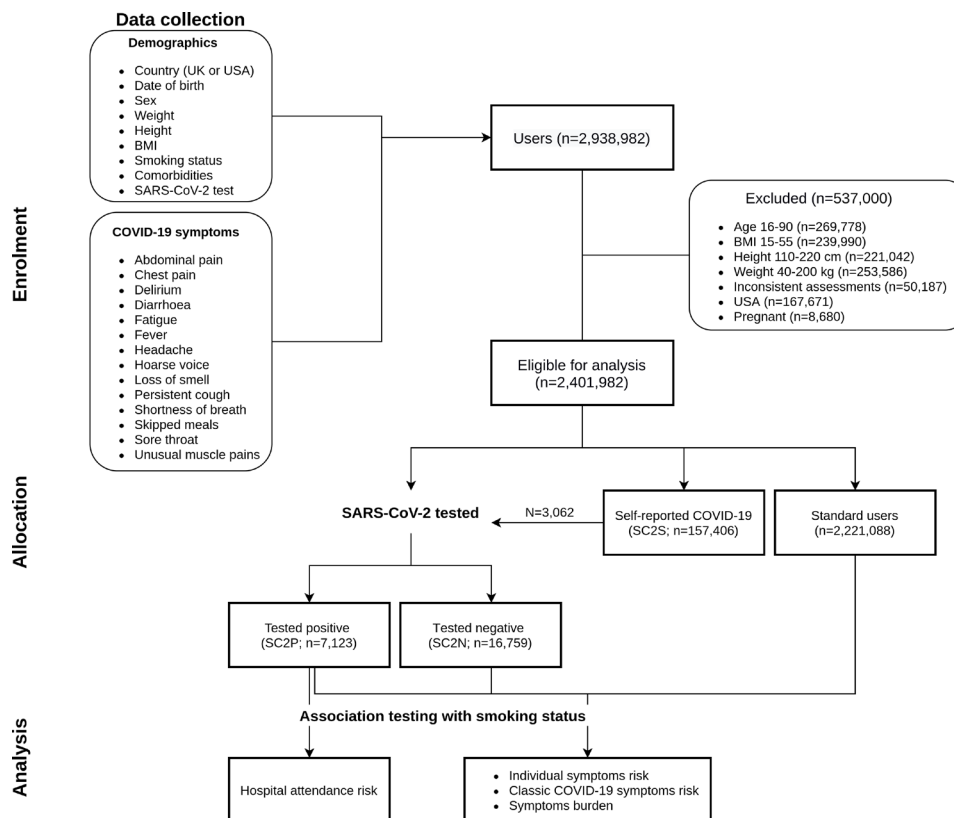 Data collection
Demographics
• Country (UK or USA)
• Date of birth
• Sex
• Weight
• Height
• BMI
• Smoking status
• Comorbidities
• SARS-CoV-2 test
COVID-19 symptoms
• Abdominal pain
• Chest pain
• Delirium
• Diarrhoea
• Fatigue
• Fever
• Headache
• Hoarse voice
• Loss of smell
• Persistent cough
• Shortness of breath
• Skipped meals
• Sore throat
• Unusual muscle pains
Enrolment
Users (n=2,938,982)
Excluded (n=537,000)
• Age 16-90 (n=269,778)
• BMI 15-55 (n=239,990)
• Height 110-220 cm (n=221,042)
• Weight 40-200 kg (n=253,586)
• Inconsistent assessments (n=50,187)
• USA (n=167,671)
• Pregnant (n=8,680)
Eligible for analysis
(n=2,401,982)
Allocation
SARS-CoV-2 tested
N=3,062
Self-reported COVID-19
(SC2S; n=157,406)
Standard users
(n=2,221,088)
Tested positive
(SC2P; n=7,123)
Tested negative
(SC2N; n=16,759)
Analysis
Association testing with smoking status
Hospital attendance risk
• Individual symptoms risk
• Classic COVID-19 symptoms risk
• Symptoms burden